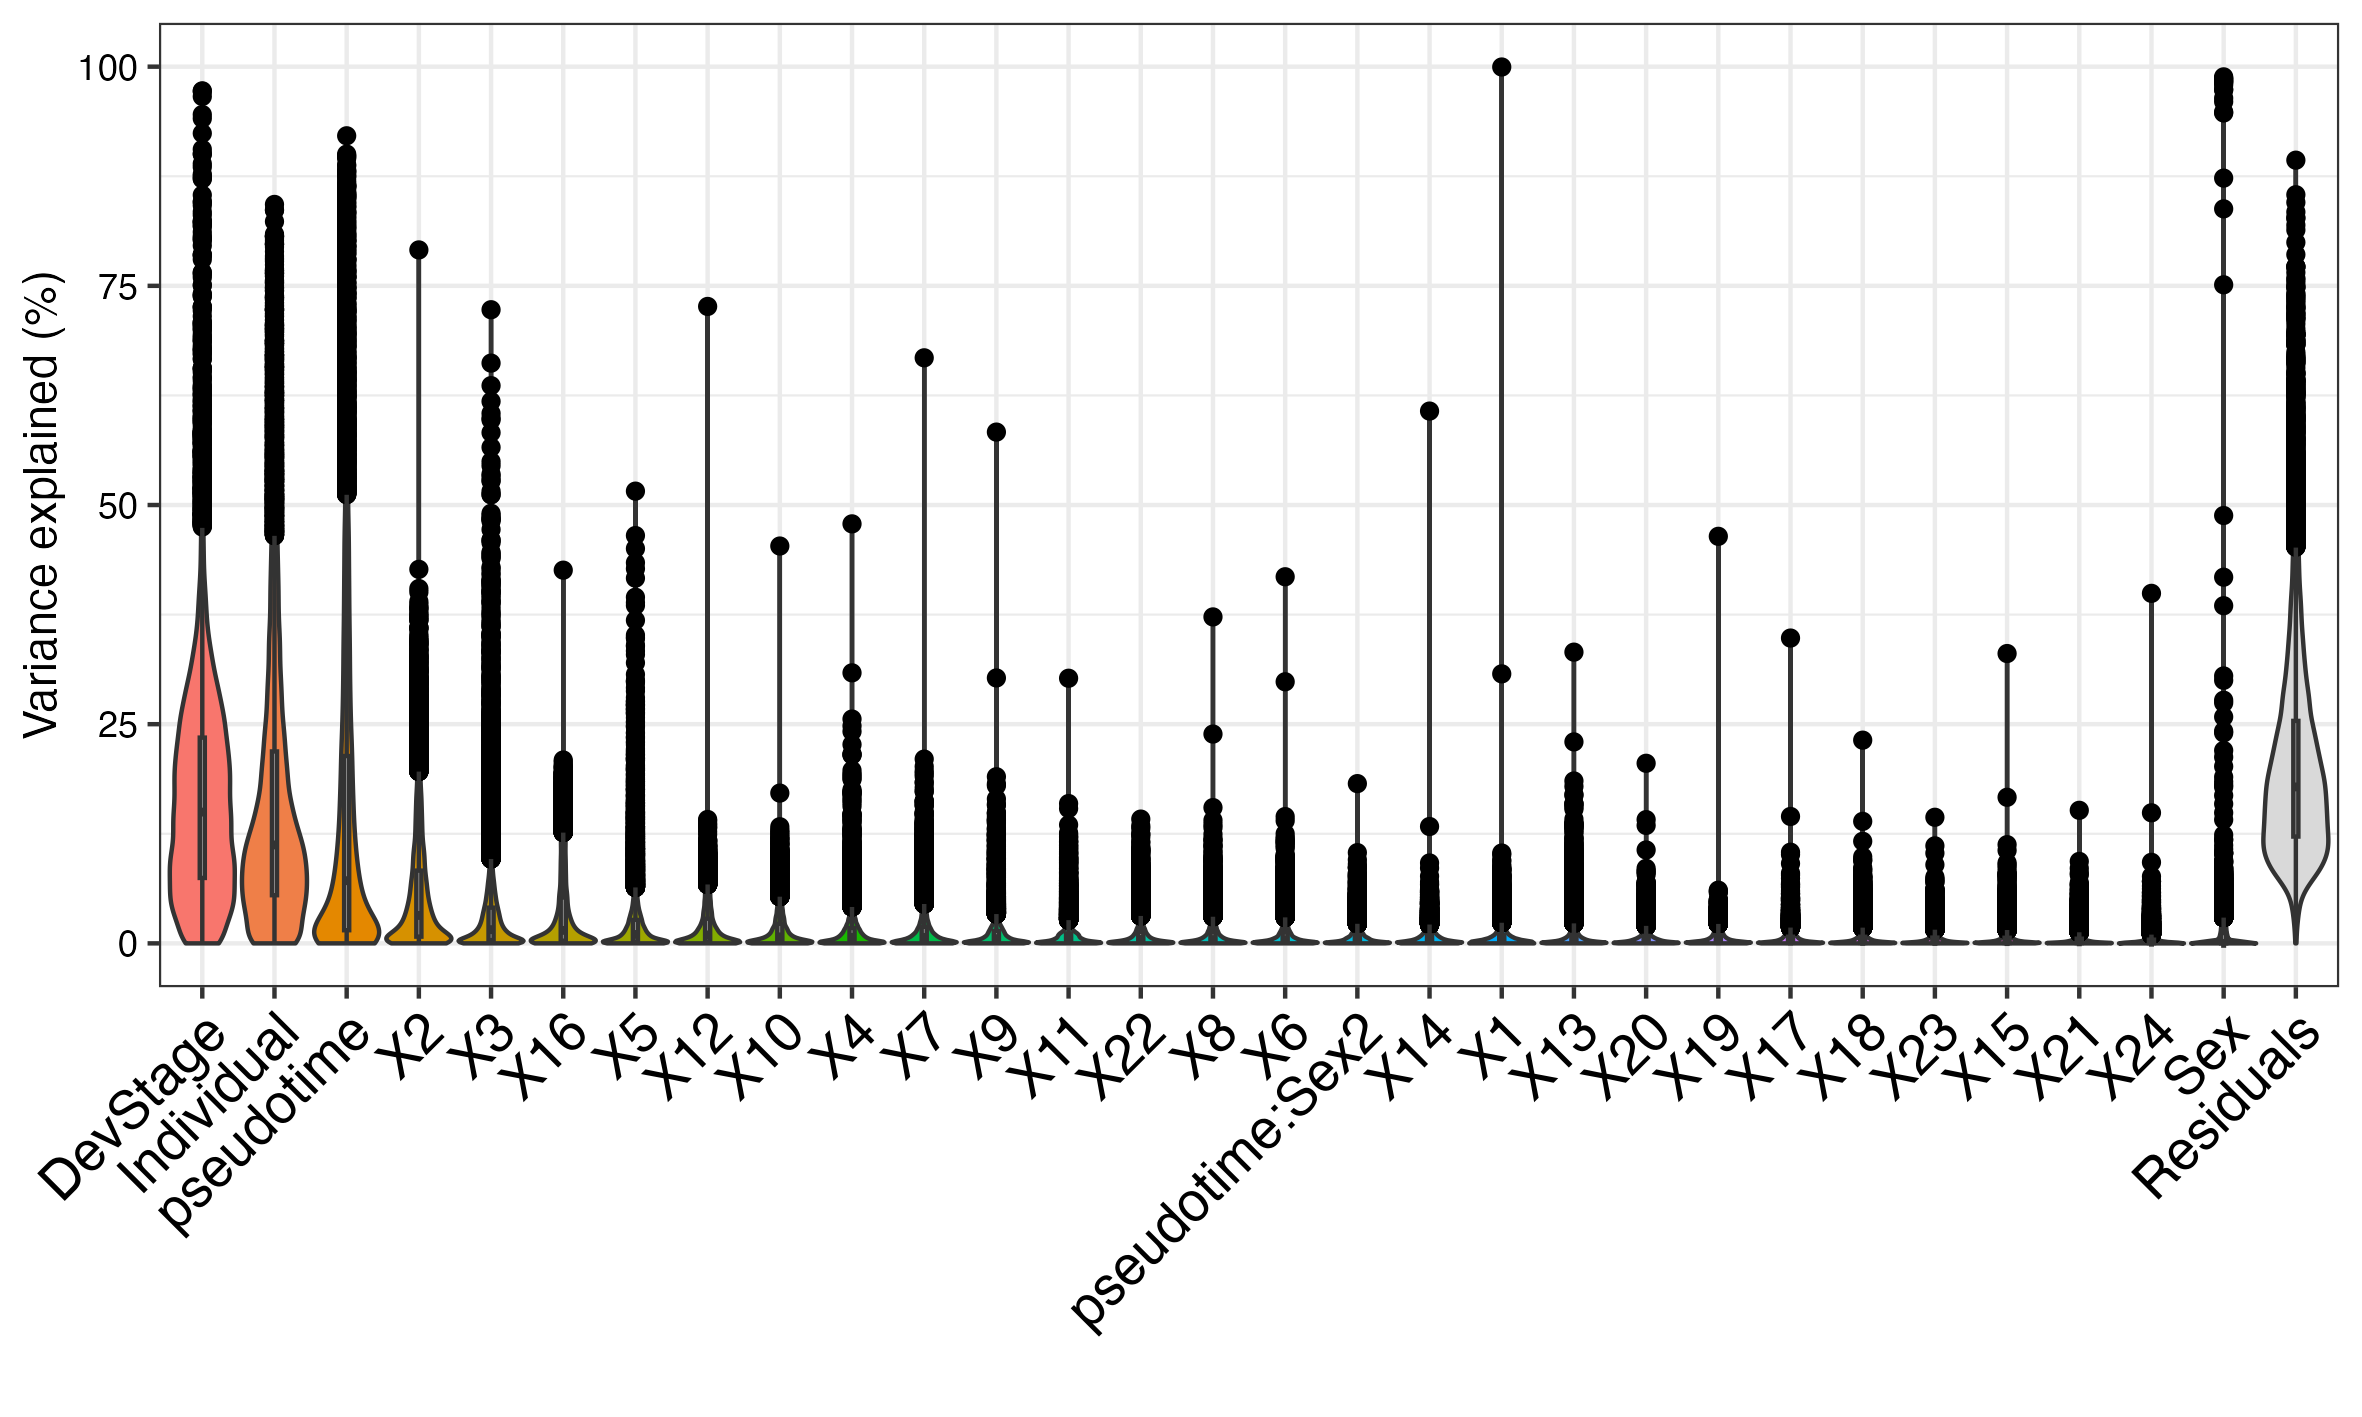 Variance explained (%)
100
75
50
25
0
DevStage
Individual
pseudotime
X2
X3
X16
X5
X12
X10
X4
X7
X9
X11
X22
X8
X6
pseudotime:Sex2
X14
X1
X13
X20
X19
X17
X18
X23
X15
X21
X24
Sex
Residuals